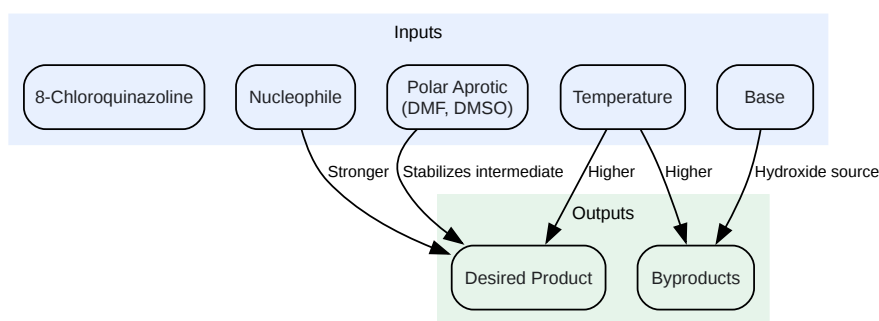 Inputs
8-Chloroquinazoline
Nucleophile
Polar Aprotic
(DMF, DMSO)
Temperature
Base
Stronger
Stabilizes intermediate
Higher
Higher
Hydroxide source
Outputs
Desired Product
Byproducts